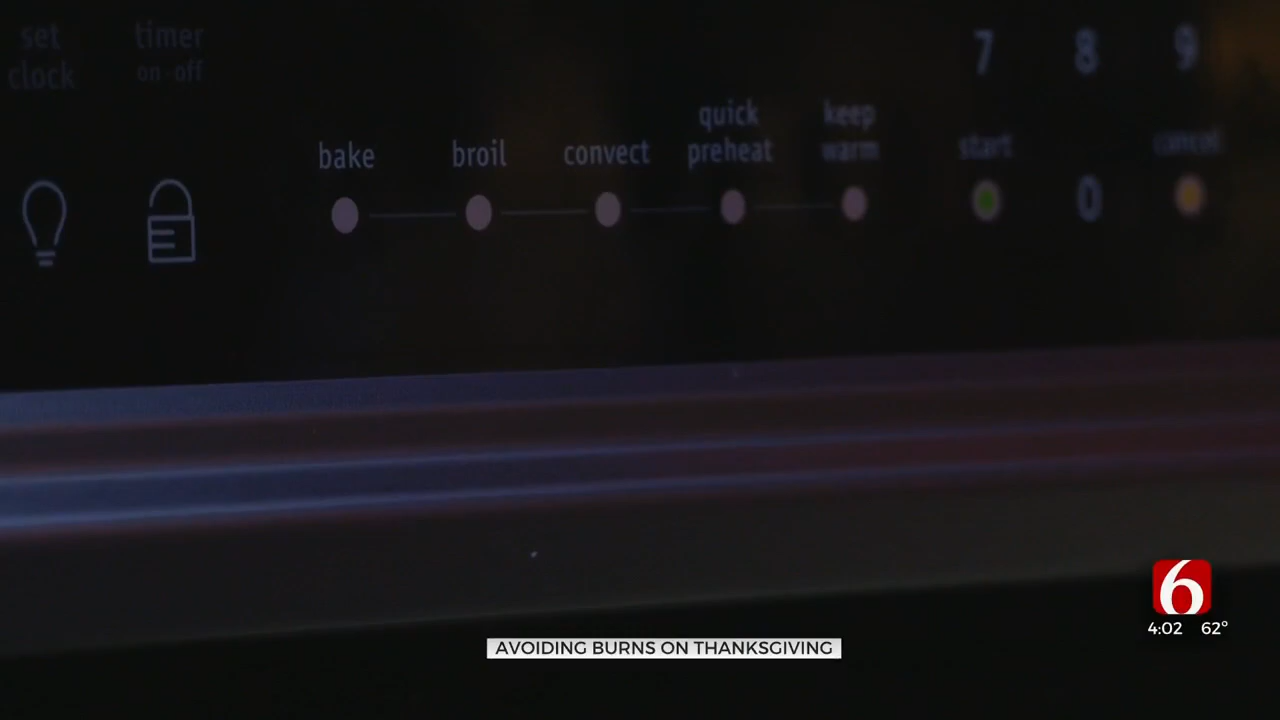 set
clock
timer
on · off
7
8
9
bake
broil
convect
quick
preheat
keep
warm
start
0
cancel
6
4:02 62°
AVOIDING BURNS ON THANKSGIVING